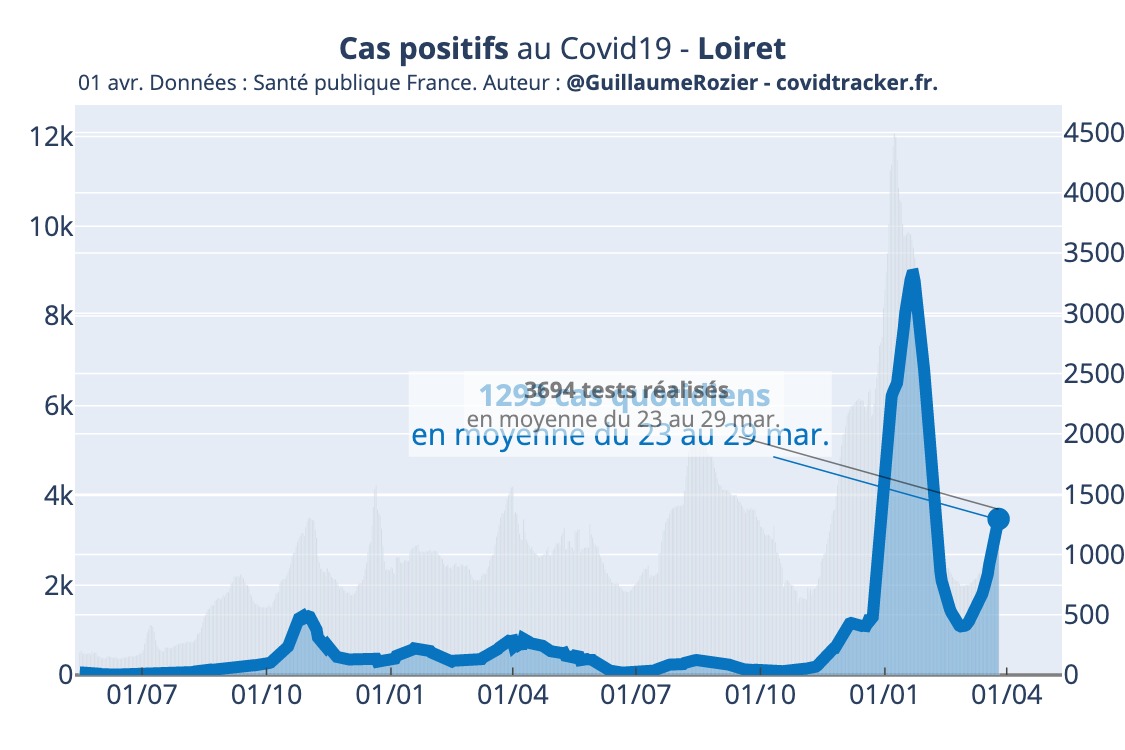 Cas positifs au Covid19 - Loiret
01 avr. Données : Santé publique France. Auteur : @GuillaumeRozier - covidtracker.fr.
12k
10k
8k
6k
4k
2k
0
4500
4000
3500
3000
2500
2000
1500
1000
500
0
3694 tests réalisés
en moyenne du 23 au 29 mar.
1293 cas quotidiens
en moyenne du 23 au 29 mar.
01/07
01/10
01/01
01/04
01/07
01/10
01/01
01/04